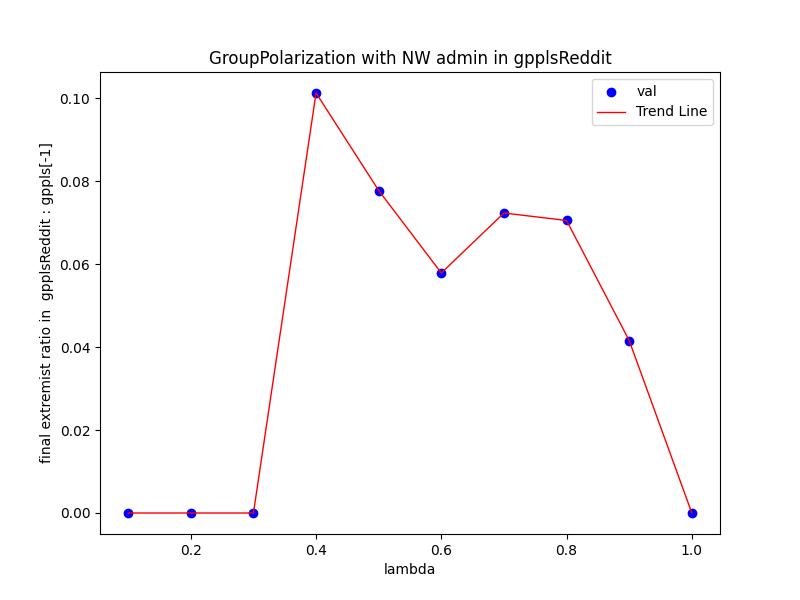 GroupPolarization with NW admin in gpplsReddit
val
Trend Line
final extremist ratio in  gpplsReddit : gppls[-1]
0.10
0.08
0.06
0.04
0.02
0.00
0.2 0.4 0.6 0.8 1.0
lambda